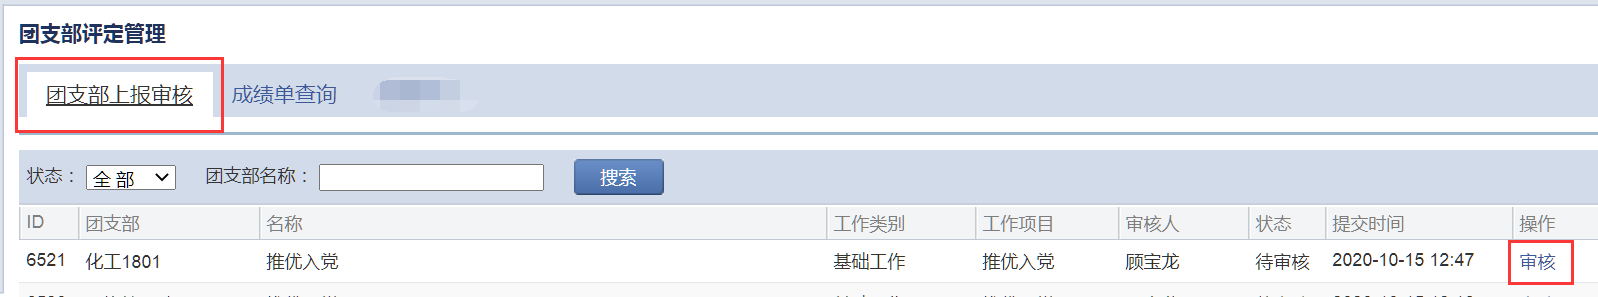 团支部评定管理
团支部上报审核 成绩单查询
状态： 全 部 团支部名称： 搜索
ID 团支部 名称 工作类别 工作项目 审核人 状态 提交时间 操作
6521 化工1801 推优入党 基础工作 推优入党 顾宝龙 待审核 2020-10-15 12:47 审核